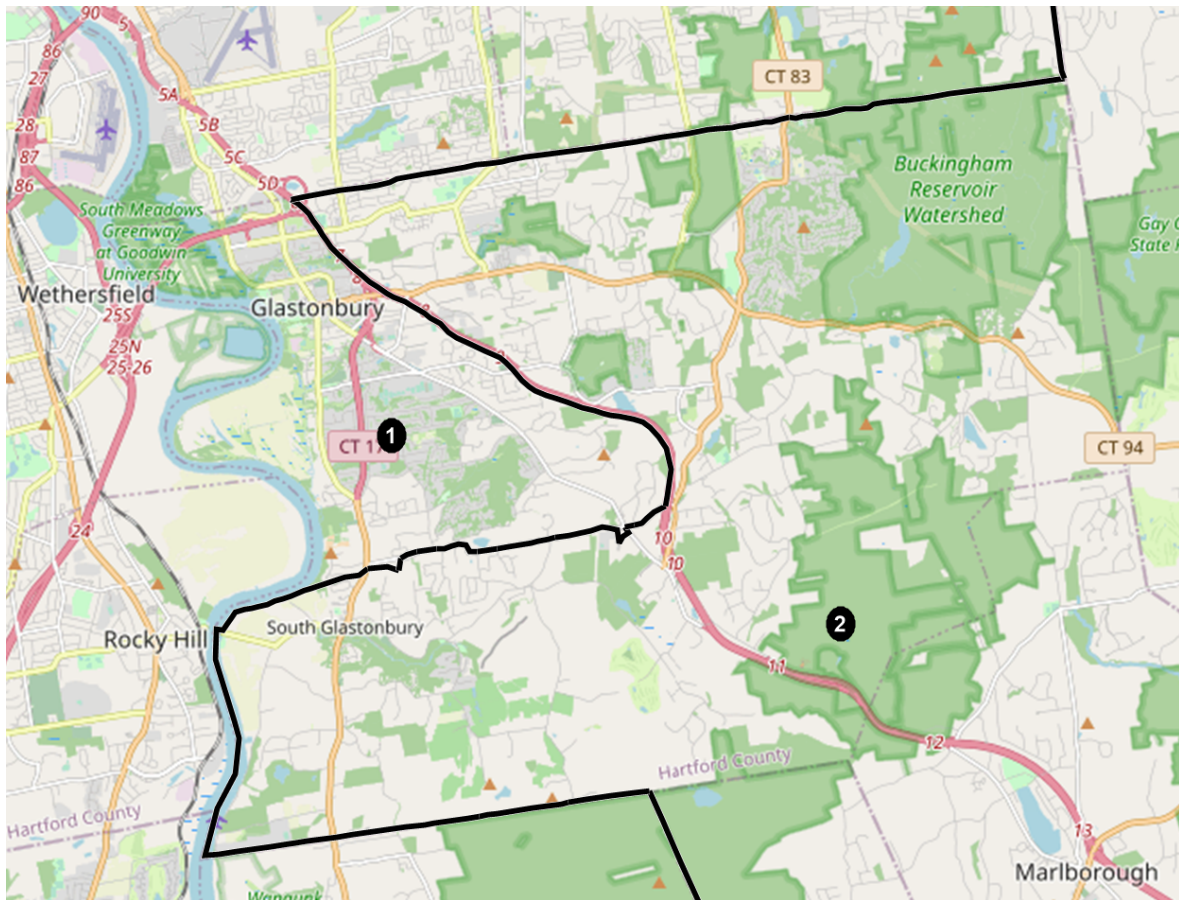 90
5
86
27
CT 83
5A
28
5B
87
5C
86
5D
Buckingham
Reservoir
Watershed
South Meadows
Greenway
at Goodwin
University
Gay C
State
Wethersfield
25S
Glastonbury
25N
25-26
1
CT 17
CT 94
24
10
10
2
South Glastonbury
Rocky Hill
11
12
Hartford County
Hartford County
13
Marlborough
Wangunk